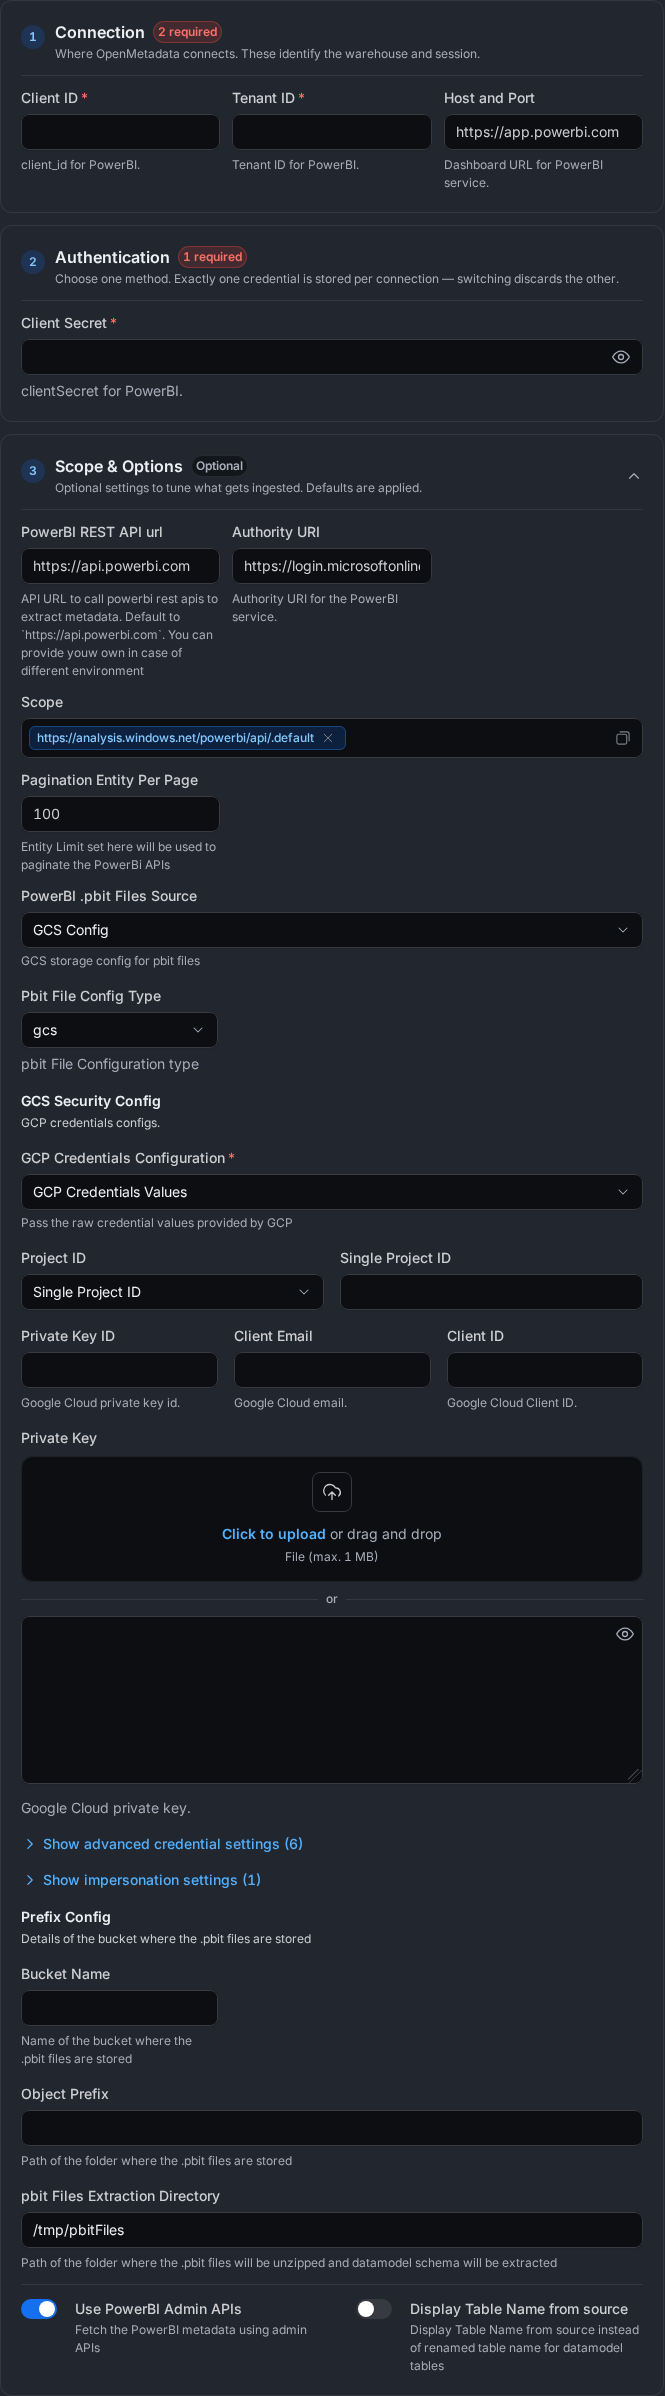 1
Connection
2 required
Where OpenMetadata connects. These identify the warehouse and session.
Client ID *
Tenant ID *
Host and Port
https://app.powerbi.com
client_id for PowerBI.
Tenant ID for PowerBI.
Dashboard URL for PowerBI
service.
2
Authentication
1 required
Choose one method. Exactly one credential is stored per connection — switching discards the other.
Client Secret *
clientSecret for PowerBI.
3
Scope & Options
Optional
Optional settings to tune what gets ingested. Defaults are applied.
PowerBI REST API url
Authority URI
https://api.powerbi.com
https://login.microsoftonline
API URL to call powerbi rest apis to
extract metadata. Default to
`https://api.powerbi.com`. You can
provide youw own in case of
different environment
Authority URI for the PowerBI
service.
Scope
https://analysis.windows.net/powerbi/api/.default
Pagination Entity Per Page
100
Entity Limit set here will be used to
paginate the PowerBi APIs
PowerBI .pbit Files Source
GCS Config
GCS storage config for pbit files
Pbit File Config Type
gcs
pbit File Configuration type
GCS Security Config
GCP credentials configs.
GCP Credentials Configuration *
GCP Credentials Values
Pass the raw credential values provided by GCP
Project ID
Single Project ID
Single Project ID
Private Key ID
Client Email
Client ID
Google Cloud private key id.
Google Cloud email.
Google Cloud Client ID.
Private Key
Click to upload or drag and drop
File (max. 1 MB)
or
Google Cloud private key.
Show advanced credential settings (6)
Show impersonation settings (1)
Prefix Config
Details of the bucket where the .pbit files are stored
Bucket Name
Name of the bucket where the
.pbit files are stored
Object Prefix
Path of the folder where the .pbit files are stored
pbit Files Extraction Directory
/tmp/pbitFiles
Path of the folder where the .pbit files will be unzipped and datamodel schema will be extracted
Use PowerBI Admin APIs
Fetch the PowerBI metadata using admin
APIs
Display Table Name from source
Display Table Name from source instead
of renamed table name for datamodel
tables